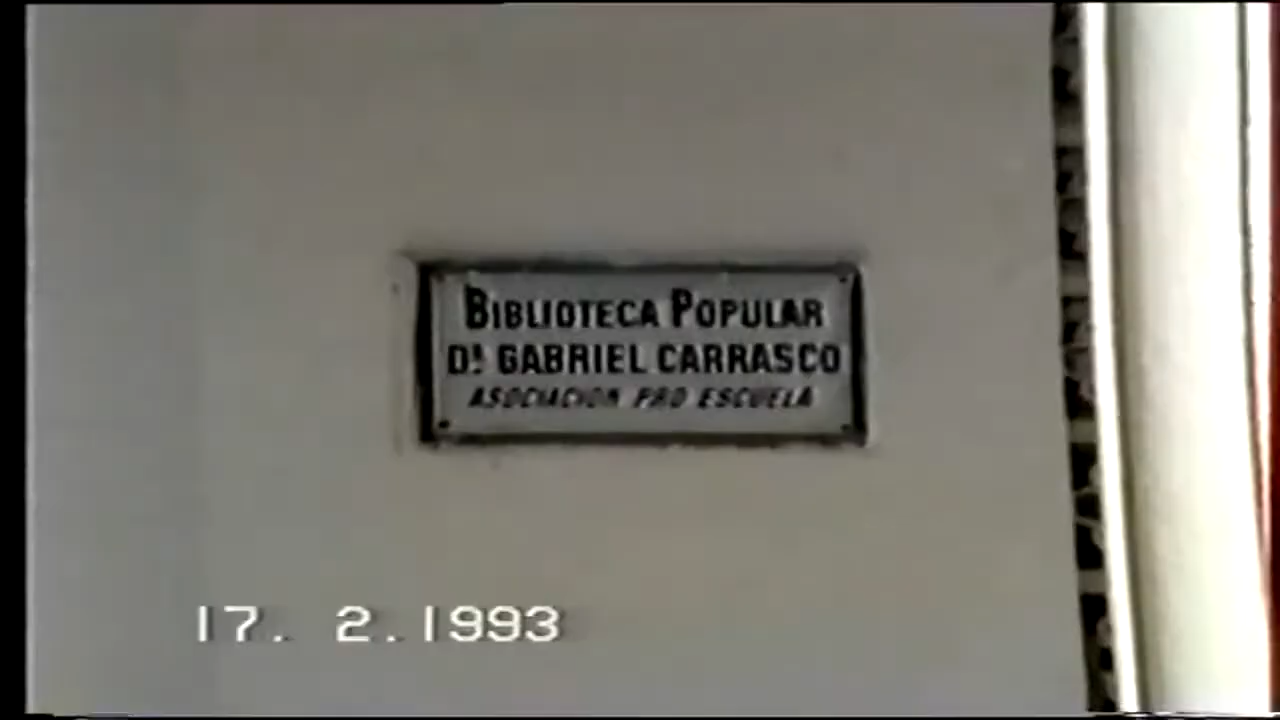 BIBLIOTECA POPULAR
Dr. GABRIEL CARRASCO
ASOCIACION PRO ESCUELA
17. 2.1993